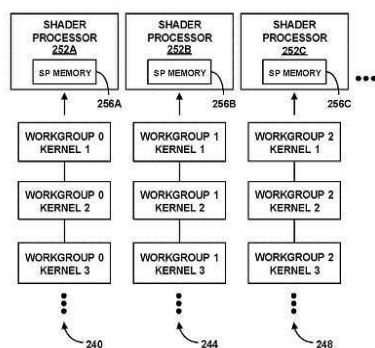 SHADER PROCESSOR 252A
SP MEMORY
256A
SHADER PROCESSOR 252B
SP MEMORY
256B
SHADER PROCESSOR 252C
SP MEMORY
256C
WORKGROUP 0
KERNEL 1
WORKGROUP 1
KERNEL 1
WORKGROUP 2
KERNEL 1
WORKGROUP 0
KERNEL 2
WORKGROUP 1
KERNEL 2
WORKGROUP 2
KERNEL 2
WORKGROUP 0
KERNEL 3
WORKGROUP 1
KERNEL 3
WORKGROUP 2
KERNEL 3
240
244
248